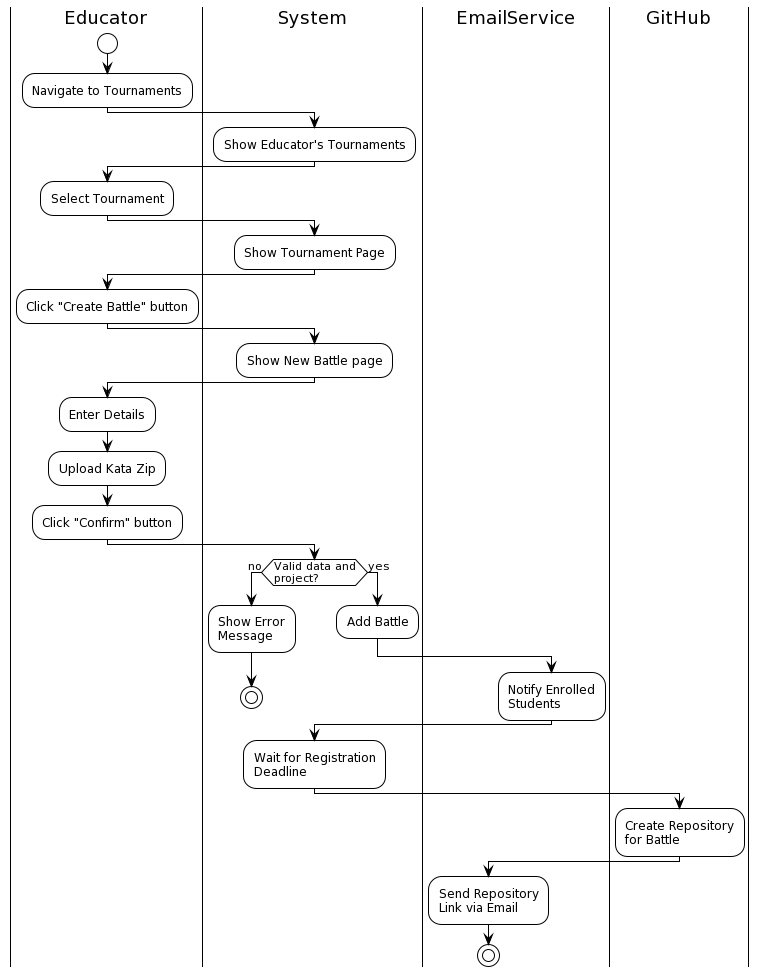 Educator
System
EmailService
GitHub
Navigate to Tournaments
Show Educator's Tournaments
Select Tournament
Show Tournament Page
Click "Create Battle" button
Show New Battle page
Enter Details
Upload Kata Zip
Click "Confirm" button
no
Valid data and
project?
yes
Show Error
Message
Add Battle
Notify Enrolled
Students
Wait for Registration
Deadline
Create Repository
for Battle
Send Repository
Link via Email